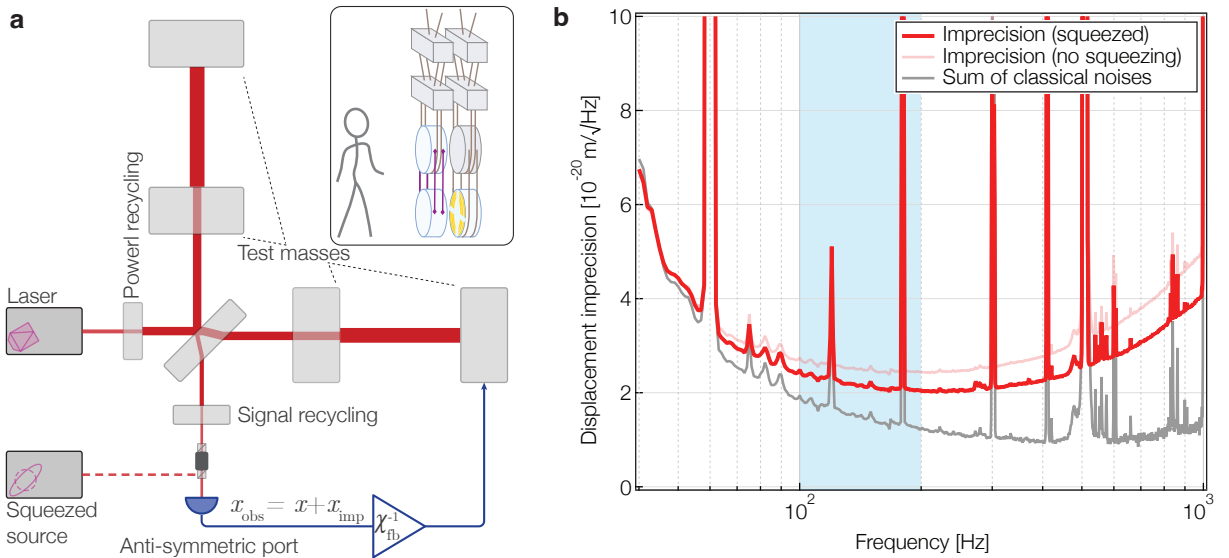 a
Powerl recycling
Test masses
Laser
Signal recycling
Squeezed
source
x_obs = x+x_imp
χ_fb^-1
Anti-symmetric port
b
Imprecision (squeezed)
Imprecision (no squeezing)
Sum of classical noises
Displacement imprecision [10^-20 m/√Hz]
10
8
6
4
2
0
10^2
10^3
Frequency [Hz]